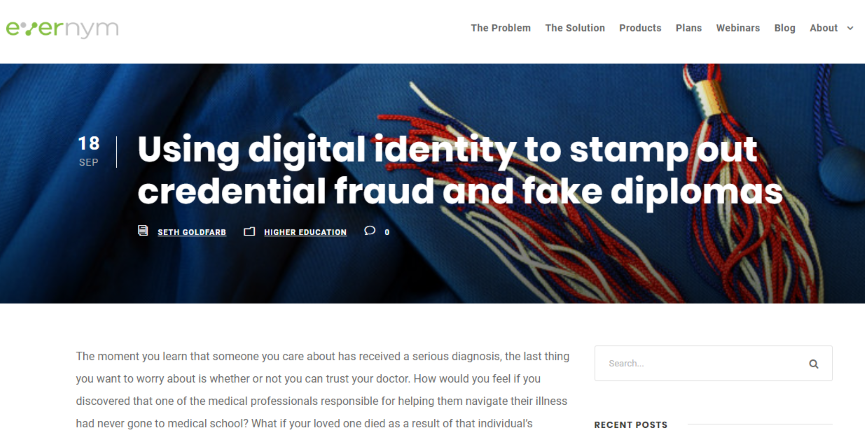 evernym
The Problem The Solution Products Plans Webinars Blog About
18
SEP
Using digital identity to stamp out
credential fraud and fake diplomas
SETH GOLDFARB HIGHER EDUCATION 0
The moment you learn that someone you care about has received a serious diagnosis, the last thing
you want to worry about is whether or not you can trust your doctor. How would you feel if you
discovered that one of the medical professionals responsible for helping them navigate their illness
had never gone to medical school? What if your loved one died as a result of that individual's
Search...
RECENT POSTS